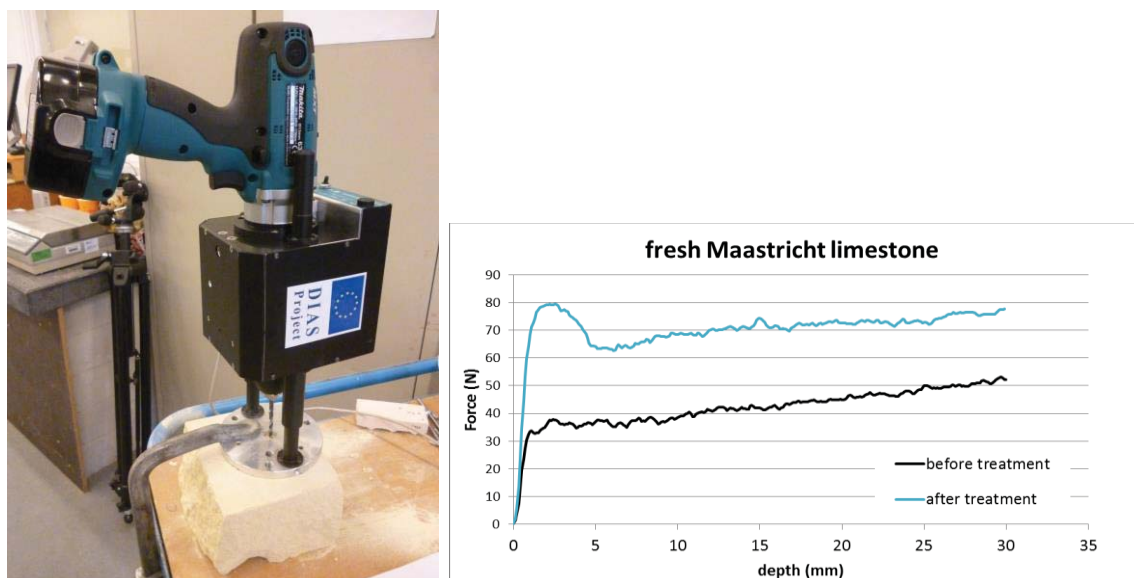 makita
DIAS
Project
fresh Maastricht limestone
90
80
70
60
50
40
30
20
10
0
Force (N)
before treatment
after treatment
0 5 10 15 20 25 30 35
depth (mm)